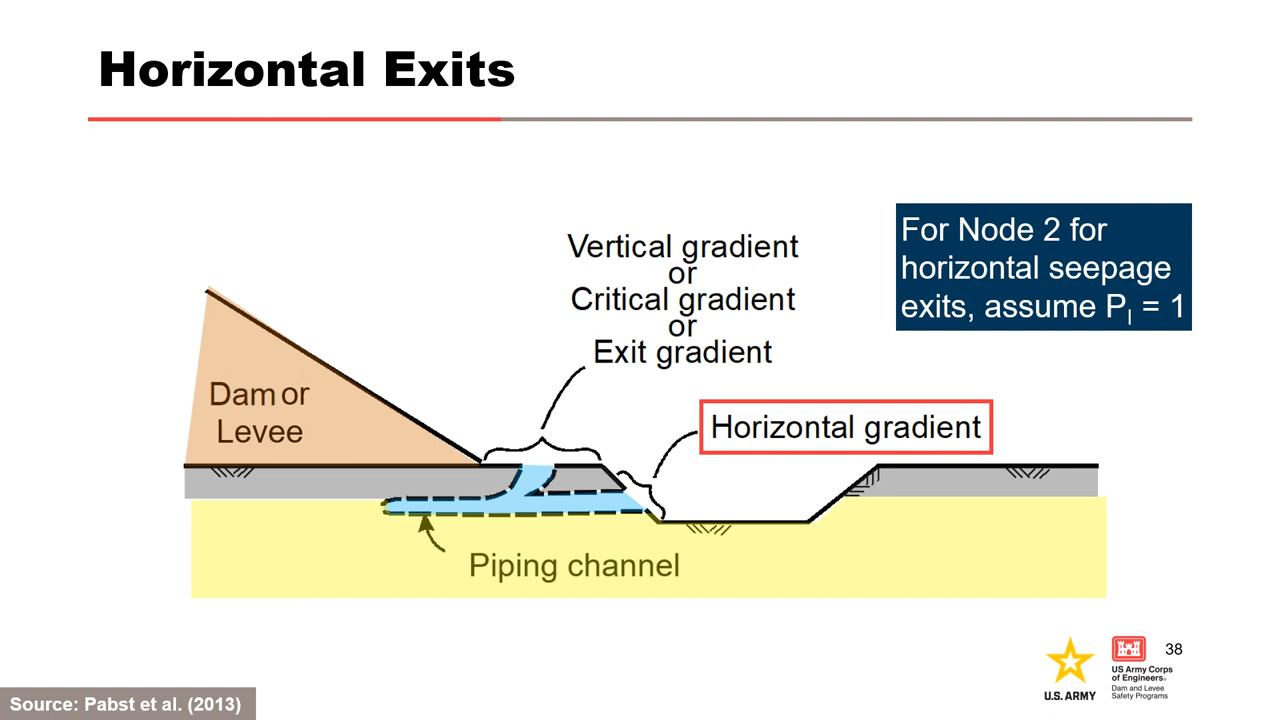 Horizontal Exits
For Node 2 for
horizontal seepage
exits, assume P_I = 1
Vertical gradient
or
Critical gradient
or
Exit gradient
Dam or
Levee
Horizontal gradient
Piping channel
38
U.S. ARMY
US Army Corps
of Engineers®
Dam and Levee
Safety Programs
Source: Pabst et al. (2013)